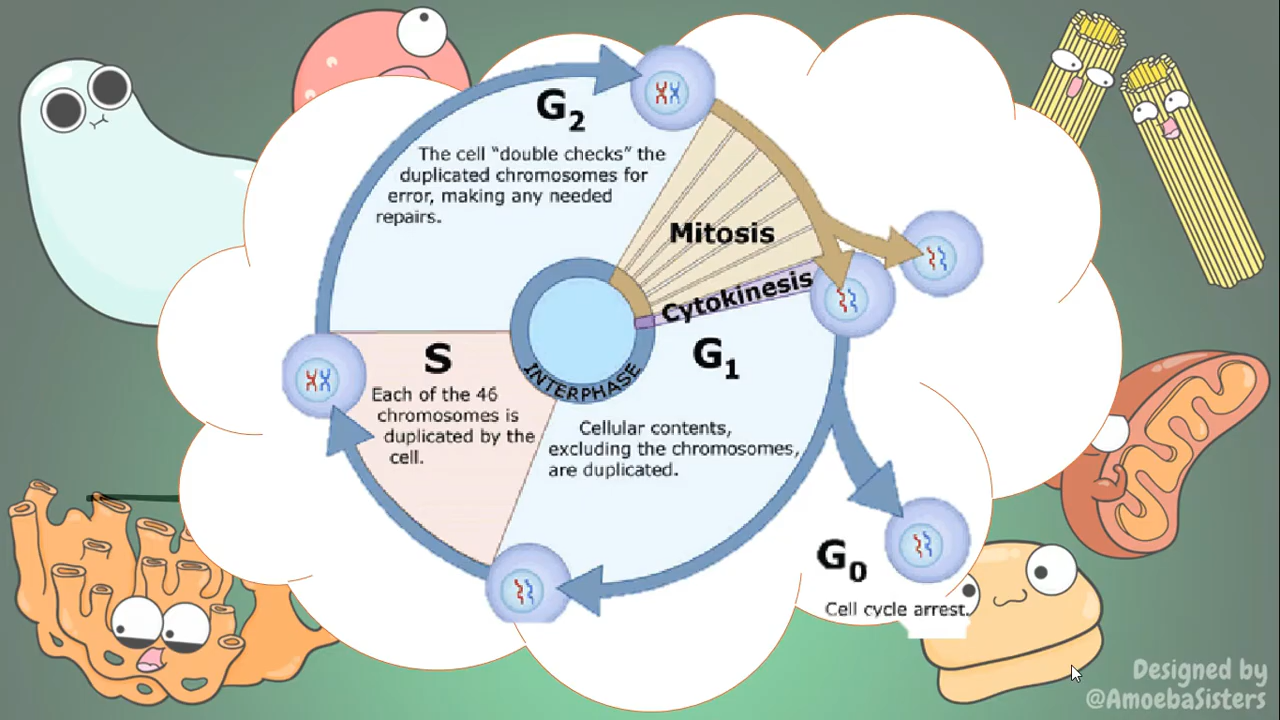 G2
The cell “double checks” the
duplicated chromosomes for
error, making any needed
repairs.
Mitosis
Cytokinesis
G1
Cellular contents,
excluding the chromosomes,
are duplicated.
INTERPHASE
S
Each of the 46
chromosomes is
duplicated by the
cell.
G0
Cell cycle arrest.
Designed by
@AmoebaSisters